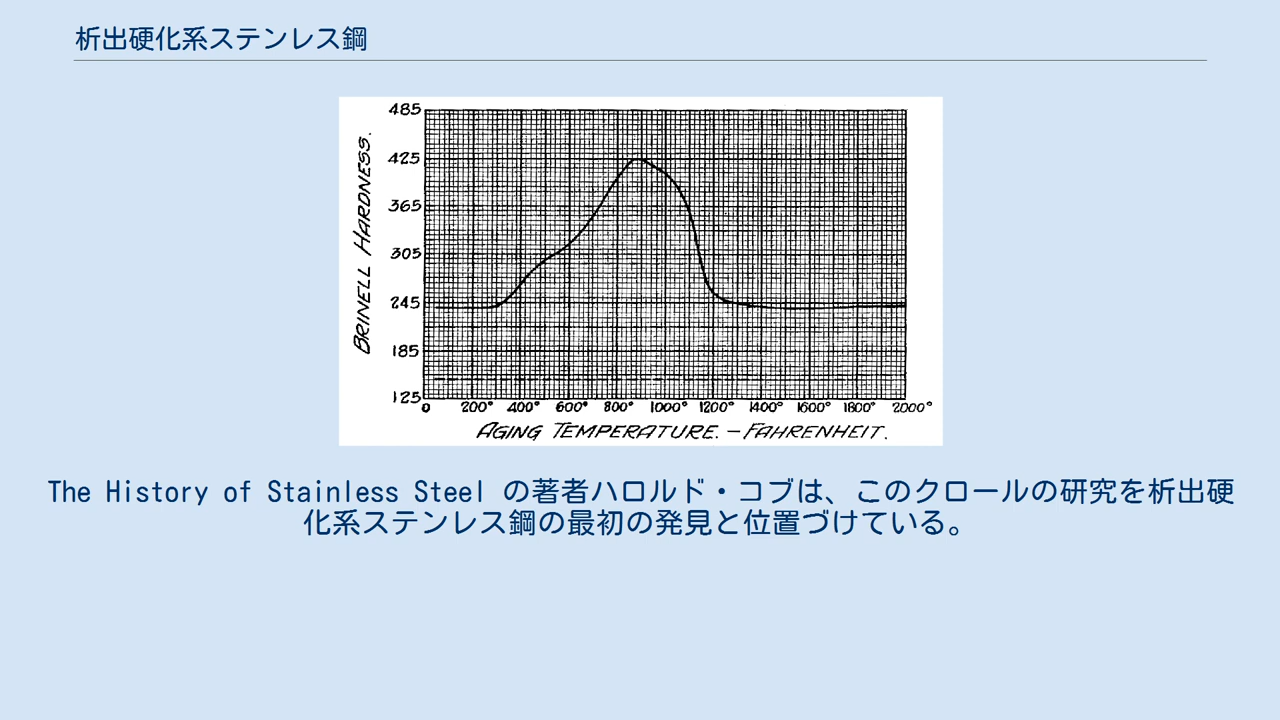 析出硬化系ステンレス鋼
485
425
365
305
245
185
125
BRINELL HARDNESS.
0 200° 400° 600° 800° 1000° 1200° 1400° 1600° 1800° 2000°
AGING TEMPERATURE. – FAHRENHEIT.
The History of Stainless Steel の著者ハロルド・コブは、このクロールの研究を析出硬
化系ステンレス鋼の最初の発見と位置づけている。